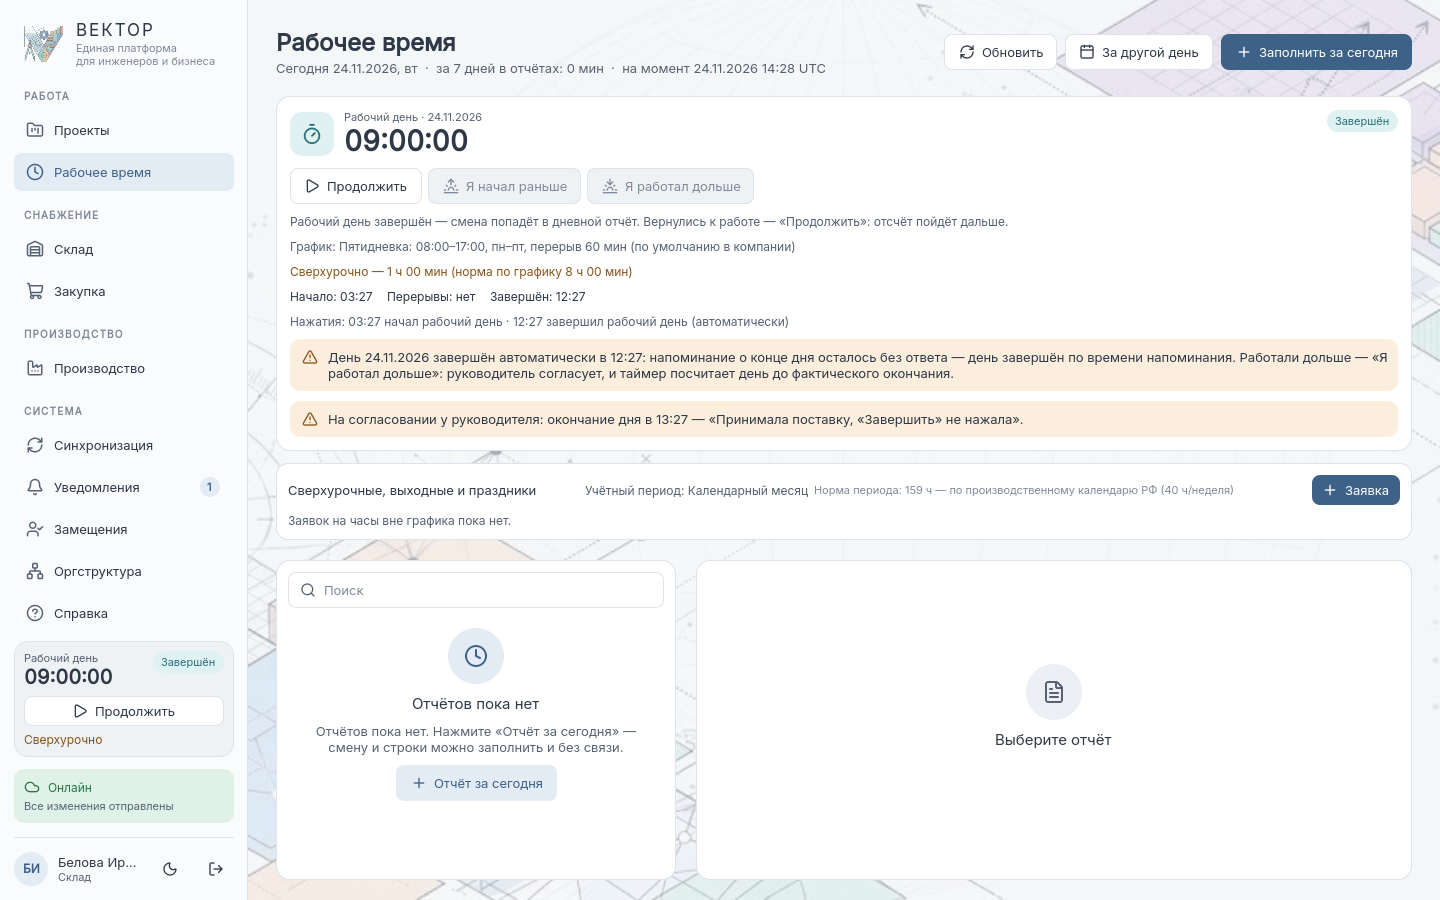 ВЕКТОР
Единая платформа
для инженеров и бизнеса
РАБОТА
Проекты
Рабочее время
СНАБЖЕНИЕ
Склад
Закупка
ПРОИЗВОДСТВО
Производство
СИСТЕМА
Синхронизация
Уведомления 1
Замещения
Оргструктура
Справка
Рабочий день Завершён
09:00:00
Продолжить
Сверхурочно
Онлайн
Все изменения отправлены
БИ Белова Ир...
Склад
Рабочее время
Сегодня 24.11.2026, вт · за 7 дней в отчётах: 0 мин · на момент 24.11.2026 14:28 UTC
Обновить За другой день Заполнить за сегодня
Рабочий день · 24.11.2026 Завершён
09:00:00
Продолжить Я начал раньше Я работал дольше
Рабочий день завершён — смена попадёт в дневной отчёт. Вернулись к работе — «Продолжить»: отсчёт пойдёт дальше.
График: Пятидневка: 08:00–17:00, пн–пт, перерыв 60 мин (по умолчанию в компании)
Сверхурочно — 1 ч 00 мин (норма по графику 8 ч 00 мин)
Начало: 03:27 Перерывы: нет Завершён: 12:27
Нажатия: 03:27 начал рабочий день · 12:27 завершил рабочий день (автоматически)
День 24.11.2026 завершён автоматически в 12:27: напоминание о конце дня осталось без ответа — день завершён по времени напоминания. Работали дольше — «Я
работал дольше»: руководитель согласует, и таймер посчитает день до фактического окончания.
На согласовании у руководителя: окончание дня в 13:27 — «Принимала поставку, «Завершить» не нажала».
Сверхурочные, выходные и праздники Учётный период: Календарный месяц Норма периода: 159 ч — по производственному календарю РФ (40 ч/неделя) Заявка
Заявок на часы вне графика пока нет.
Поиск
Отчётов пока нет
Отчётов пока нет. Нажмите «Отчёт за сегодня» —
смену и строки можно заполнить и без связи.
Отчёт за сегодня
Выберите отчёт